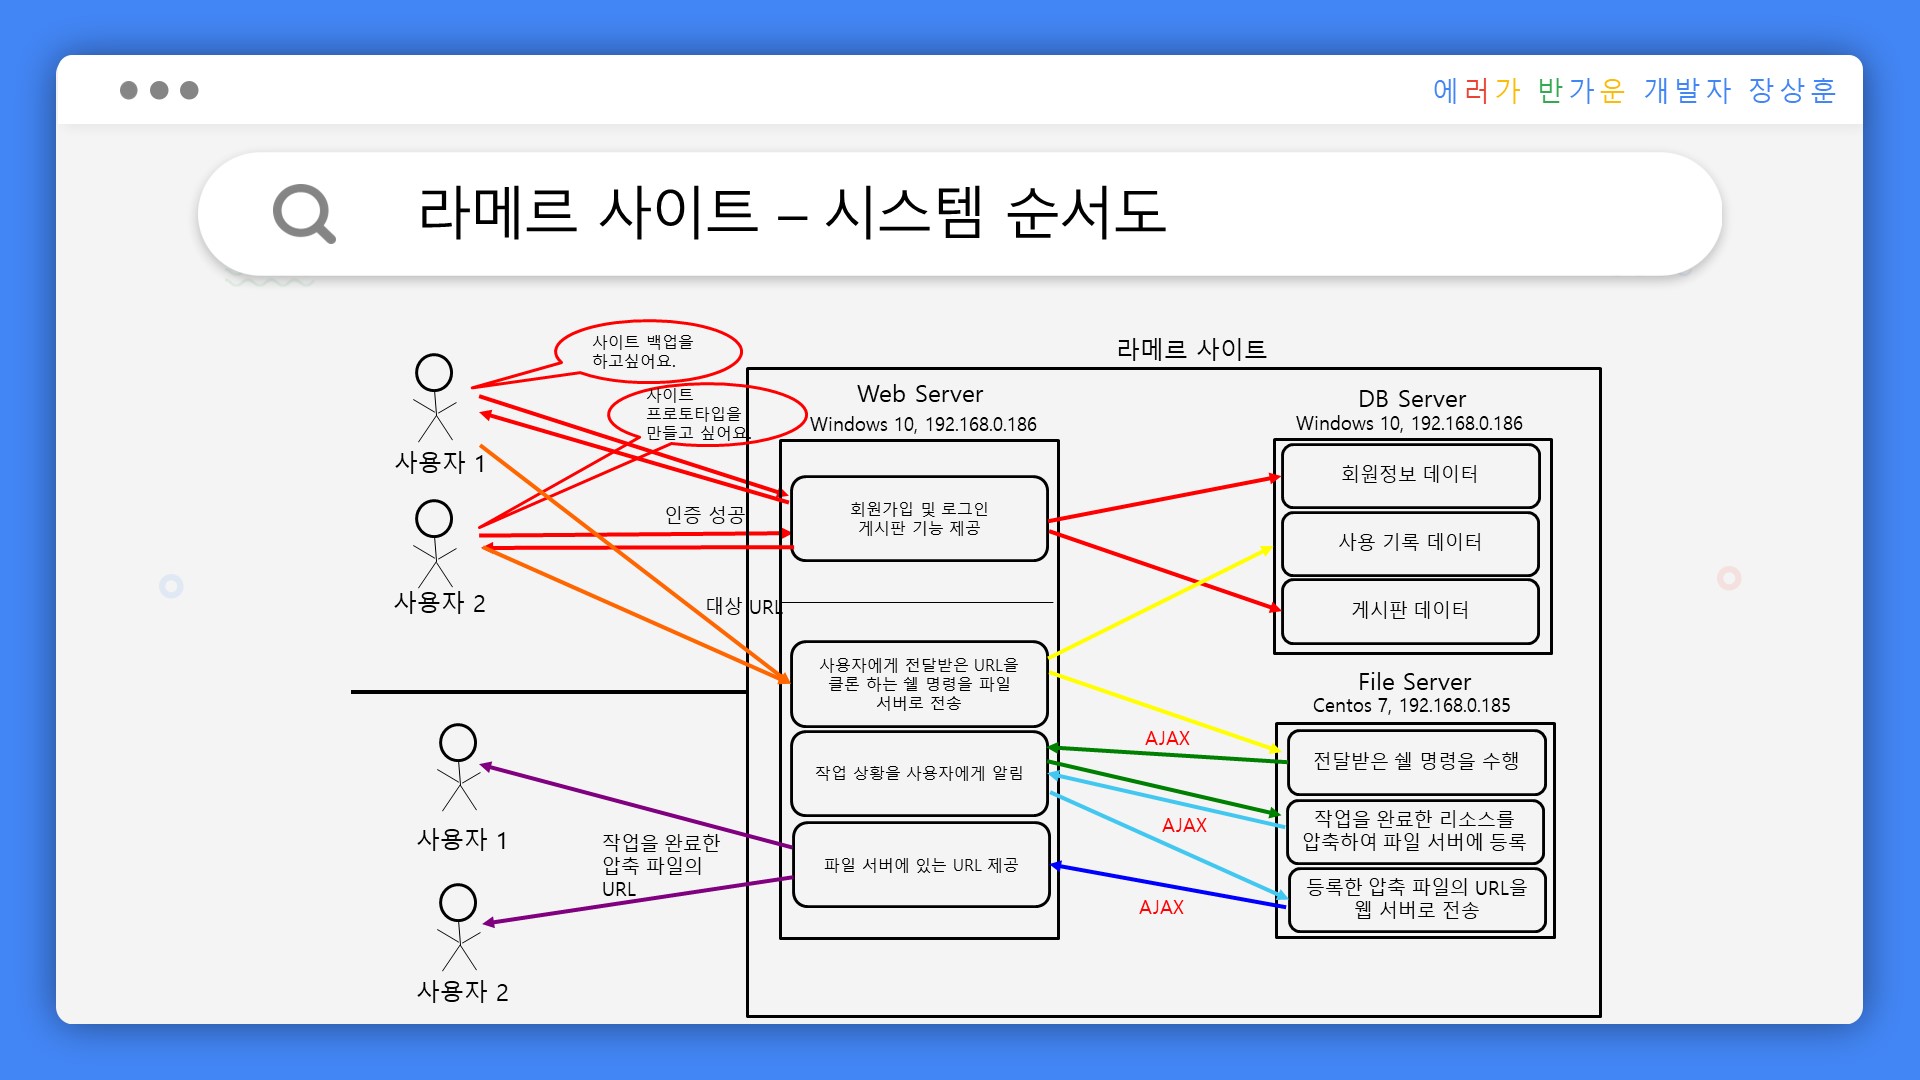 에러가 반가운 개발자 장상훈
라메르 사이트 – 시스템 순서도
사이트 백업을
하고싶어요.
사이트
프로토타입을
만들고 싶어요.
사용자 1
사용자 2
인증 성공
대상 URL
라메르 사이트
Web Server
Windows 10, 192.168.0.186
회원가입 및 로그인
게시판 기능 제공
사용자에게 전달받은 URL을
클론 하는 쉘 명령을 파일
서버로 전송
작업 상황을 사용자에게 알림
파일 서버에 있는 URL 제공
DB Server
Windows 10, 192.168.0.186
회원정보 데이터
사용 기록 데이터
게시판 데이터
File Server
Centos 7, 192.168.0.185
전달받은 쉘 명령을 수행
작업을 완료한 리소스를
압축하여 파일 서버에 등록
등록한 압축 파일의 URL을
웹 서버로 전송
AJAX
AJAX
AJAX
사용자 1
작업을 완료한
압축 파일의
URL
사용자 2